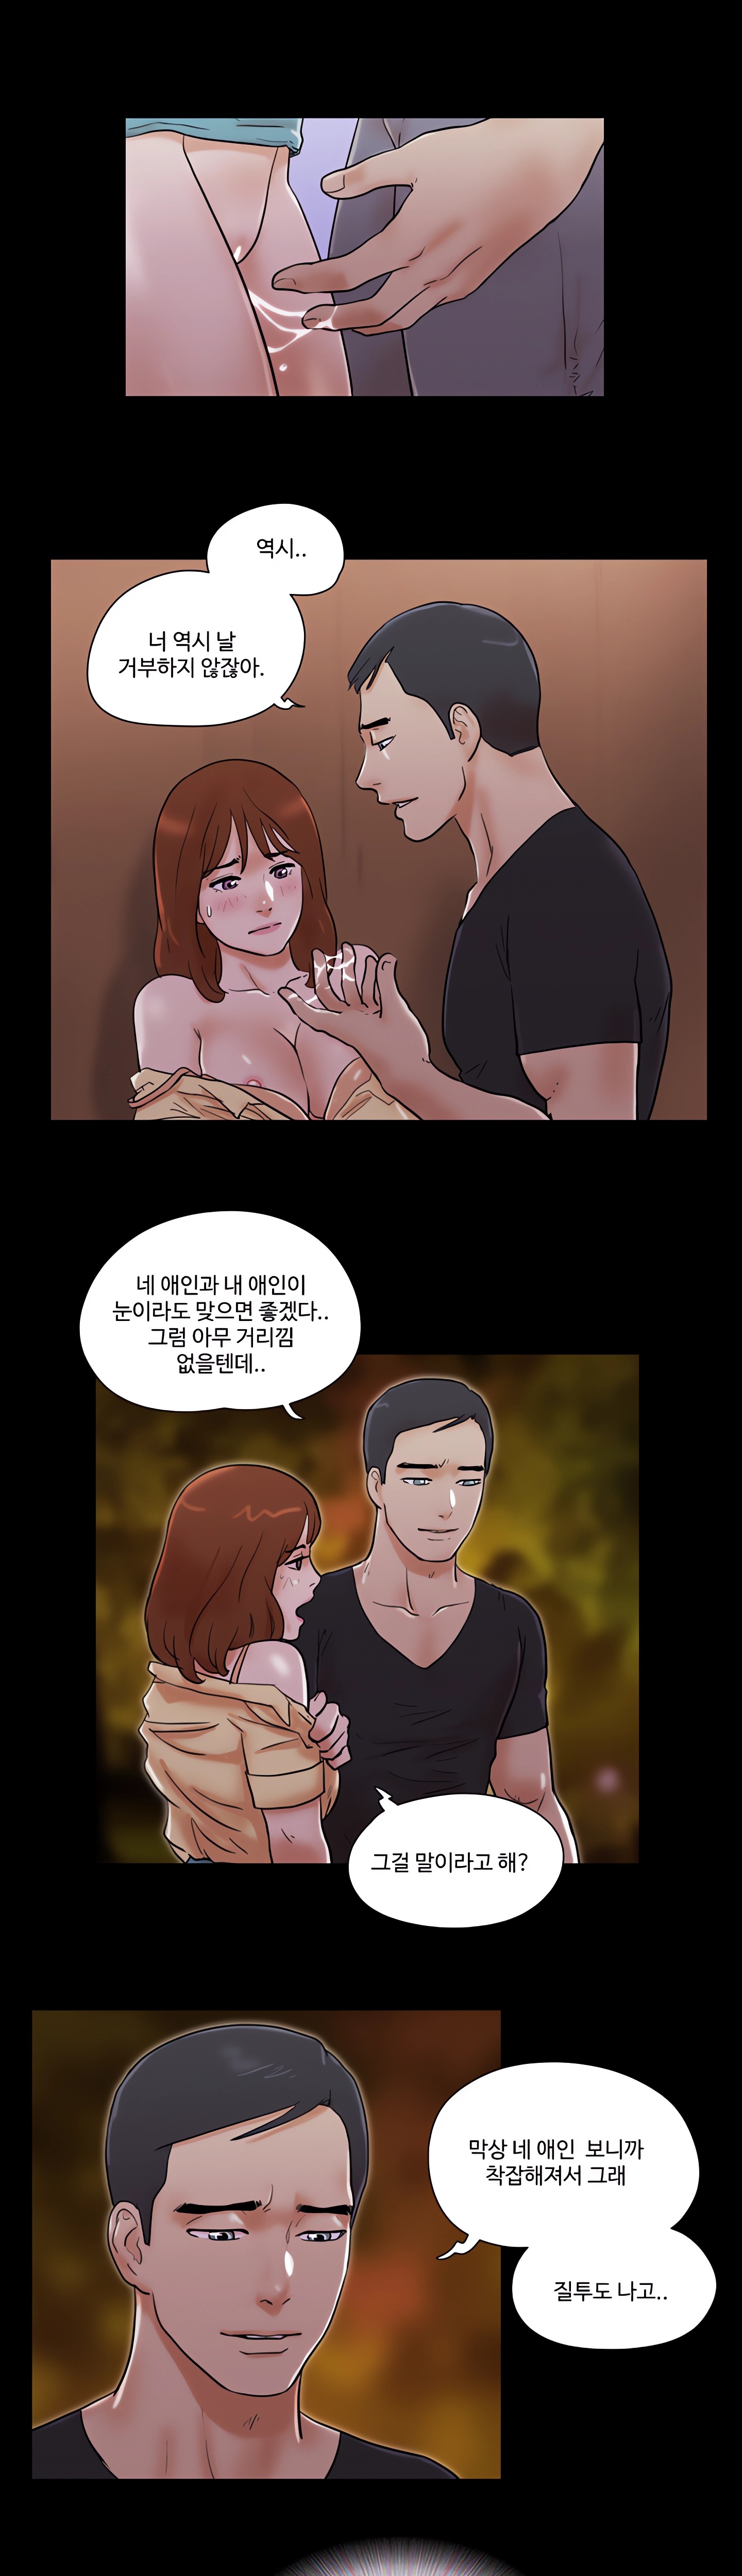 역시..
너 역시 날
거부하지 않잖아.
네 애인과 내 애인이
눈이라도 맞으면 좋겠다..
그럼 아무 거리낌
없을텐데..
그걸 말이라고 해?
막상 네 애인 보니까
착잡해져서 그래
질투도 나고..